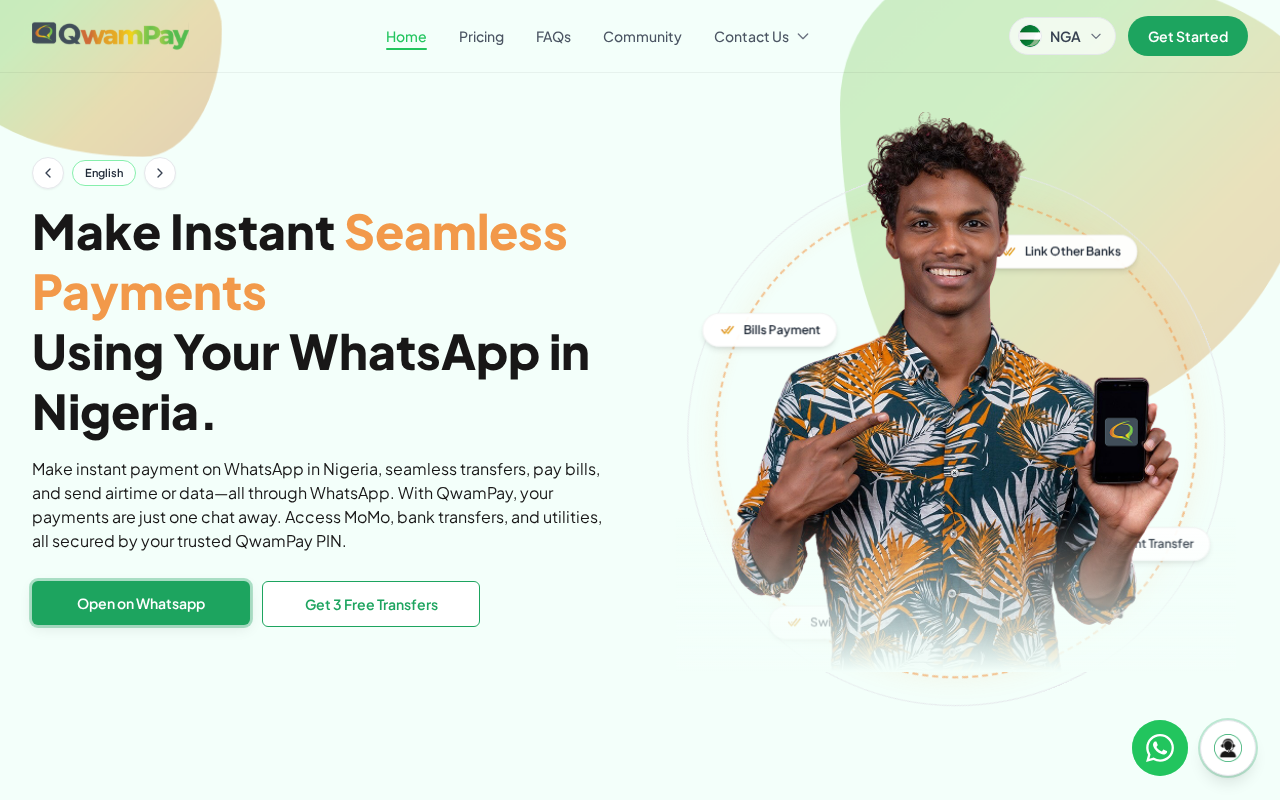 QwamPay
Home
Pricing
FAQs
Community
Contact Us
NGA
Get Started
English
Make Instant Seamless
Payments
Using Your WhatsApp in
Nigeria.
Make instant payment on WhatsApp in Nigeria, seamless transfers, pay bills,
and send airtime or data—all through WhatsApp. With QwamPay, your
payments are just one chat away. Access MoMo, bank transfers, and utilities,
all secured by your trusted QwamPay PIN.
Open on Whatsapp
Get 3 Free Transfers
Link Other Banks
Bills Payment
Transfer